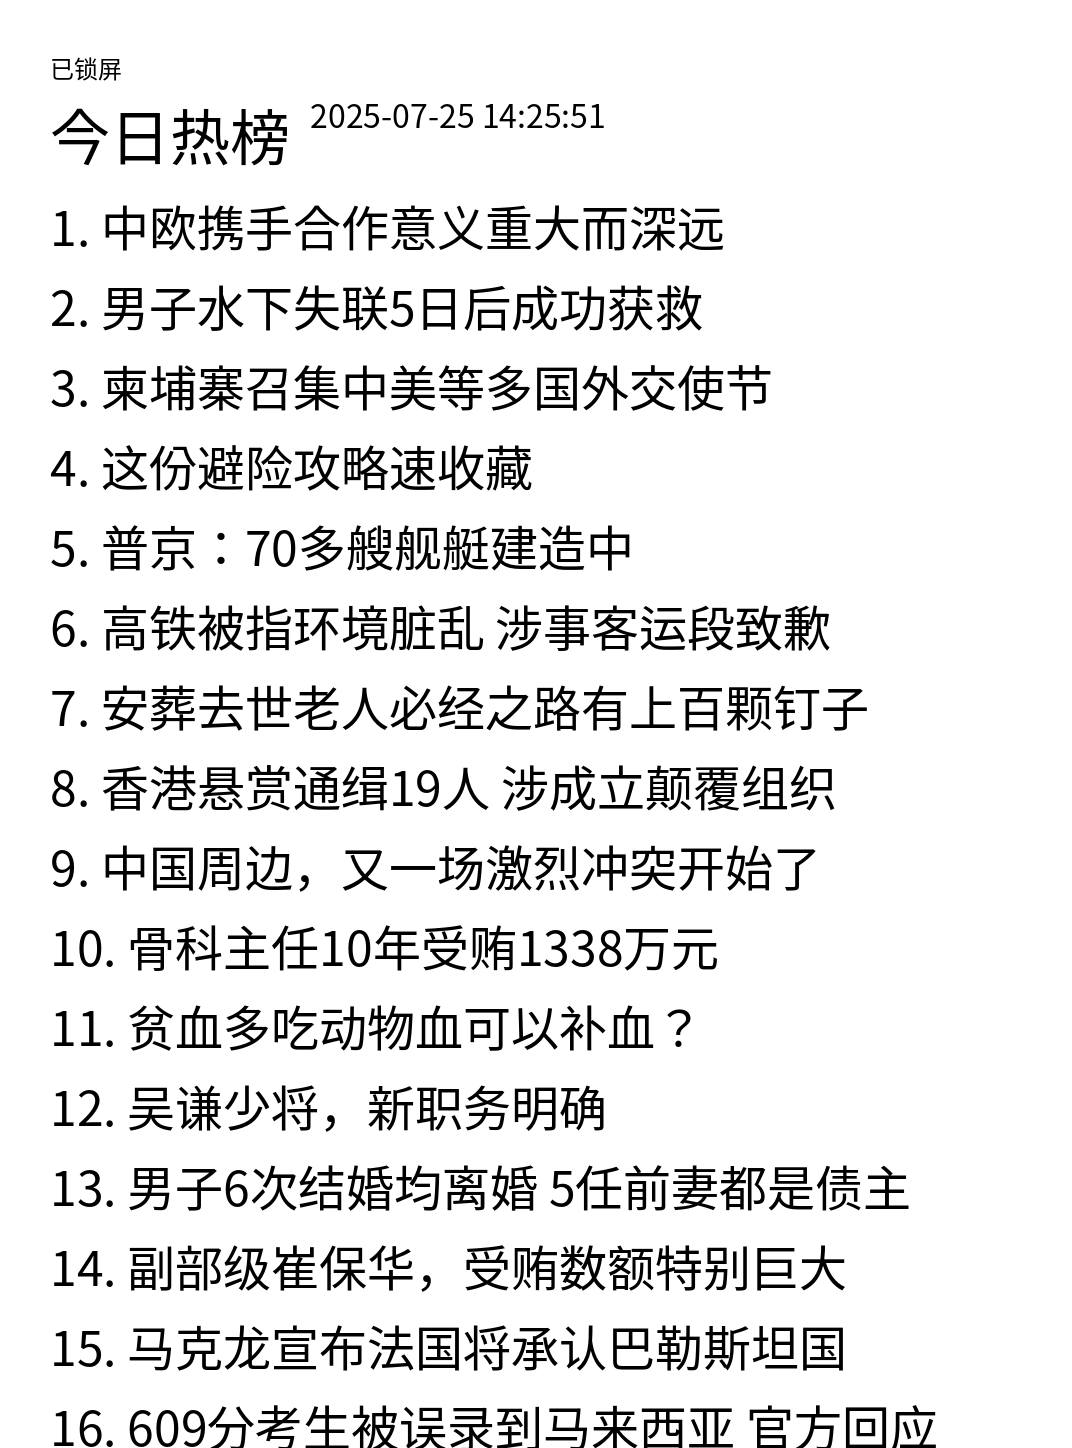 已锁屏
今日热榜 2025-07-25 14:25:51
1. 中欧携手合作意义重大而深远
2. 男子水下失联5日后成功获救
3. 柬埔寨召集中美等多国外交使节
4. 这份避险攻略速收藏
5. 普京：70多艘舰艇建造中
6. 高铁被指环境脏乱 涉事客运段致歉
7. 安葬去世老人必经之路有上百颗钉子
8. 香港悬赏通缉19人 涉成立颠覆组织
9. 中国周边，又一场激烈冲突开始了
10. 骨科主任10年受贿1338万元
11. 贫血多吃动物血可以补血？
12. 吴谦少将，新职务明确
13. 男子6次结婚均离婚 5任前妻都是债主
14. 副部级崔保华，受贿数额特别巨大
15. 马克龙宣布法国将承认巴勒斯坦国
16. 609分考生被误录到马来西亚 官方回应